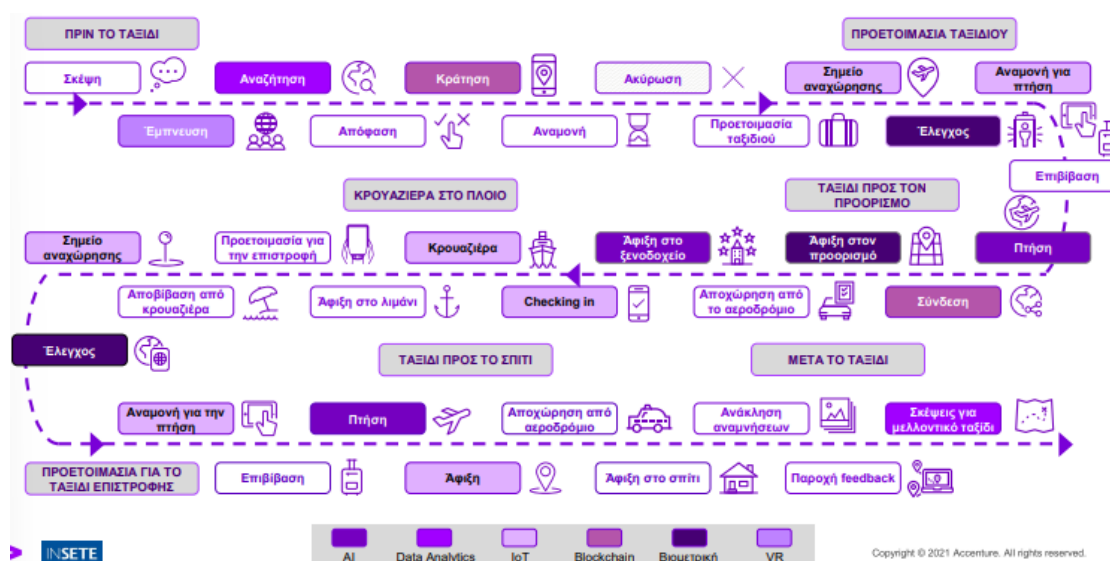 ΠΡΙΝ ΤΟ ΤΑΞΙΔΙ
ΠΡΟΕΤΟΙΜΑΣΙΑ ΤΑΞΙΔΙΟΥ
Σκέψη
Αναζήτηση
Κράτηση
Ακύρωση
Σημείο
αναχώρησης
Αναμονή για
πτήση
Έμπνευση
Απόφαση
Αναμονή
Προετοιμασία
ταξιδιού
Έλεγχος
Επιβίβαση
ΚΡΟΥΑΖΙΕΡΑ ΣΤΟ ΠΛΟΙΟ
ΤΑΞΙΔΙ ΠΡΟΣ ΤΟΝ
ΠΡΟΟΡΙΣΜΟ
Σημείο
αναχώρησης
Προετοιμασία για
την επιστροφή
Κρουαζιέρα
Άφιξη στο
ξενοδοχείο
Άφιξη στον
προορισμό
Πτήση
Αποβίβαση από
κρουαζιέρα
Άφιξη στο λιμάνι
Checking in
Αποχώρηση από
το αεροδρόμιο
Σύνδεση
Έλεγχος
ΤΑΞΙΔΙ ΠΡΟΣ ΤΟ ΣΠΙΤΙ
ΜΕΤΑ ΤΟ ΤΑΞΙΔΙ
Αναμονή για την
πτήση
Πτήση
Αποχώρηση από
αεροδρόμιο
Ανάκληση
αναμνήσεων
Σκέψεις για
μελλοντικό ταξίδι
ΠΡΟΕΤΟΙΜΑΣΙΑ ΓΙΑ ΤΟ
ΤΑΞΙΔΙ ΕΠΙΣΤΡΟΦΗΣ
Επιβίβαση
Άφιξη
Άφιξη στο σπίτι
Παροχή feedback
INSETE
AI
Data Analytics
IoT
Blockchain
Βιομετρική
VR
Copyright © 2021 Accenture. All rights reserved.